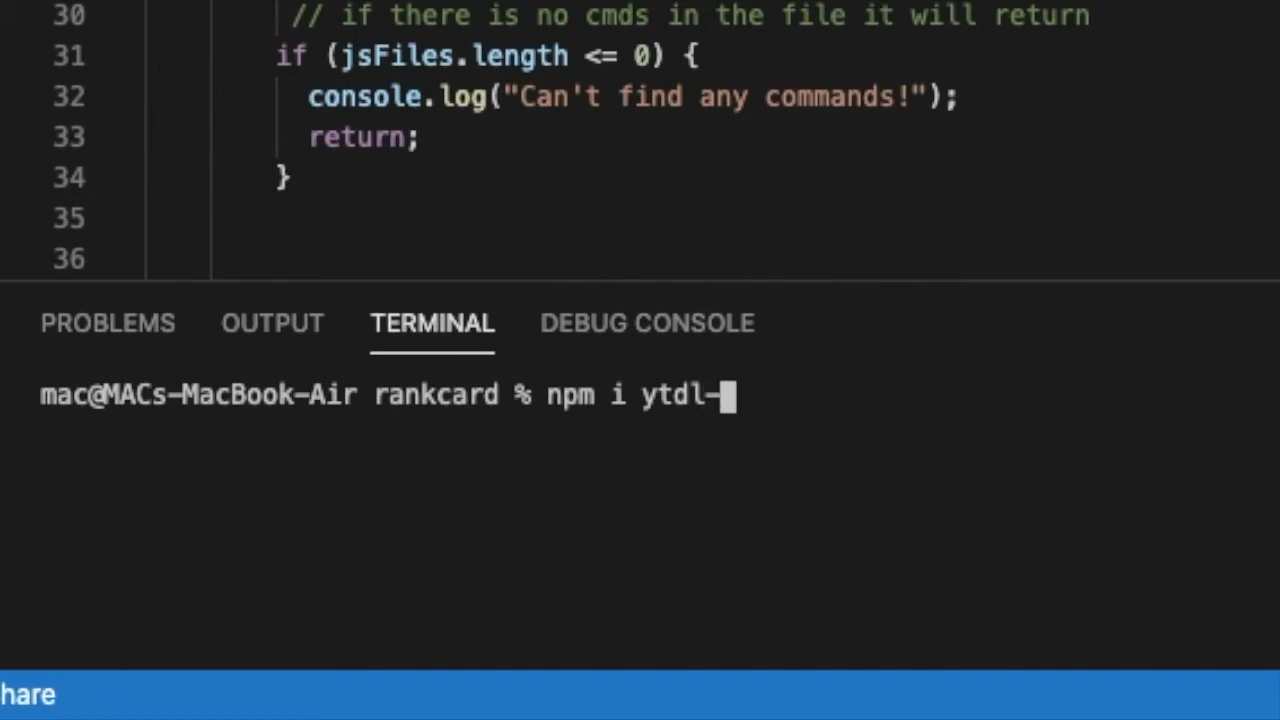 30 // if there is no cmds in the file it will return
31 if (jsFiles.length <= 0) {
32 console.log("Can't find any commands!");
33 return;
34 }
35
36
PROBLEMS OUTPUT TERMINAL DEBUG CONSOLE
mac@MACs-MacBook-Air rankcard % npm i ytdl-
hare